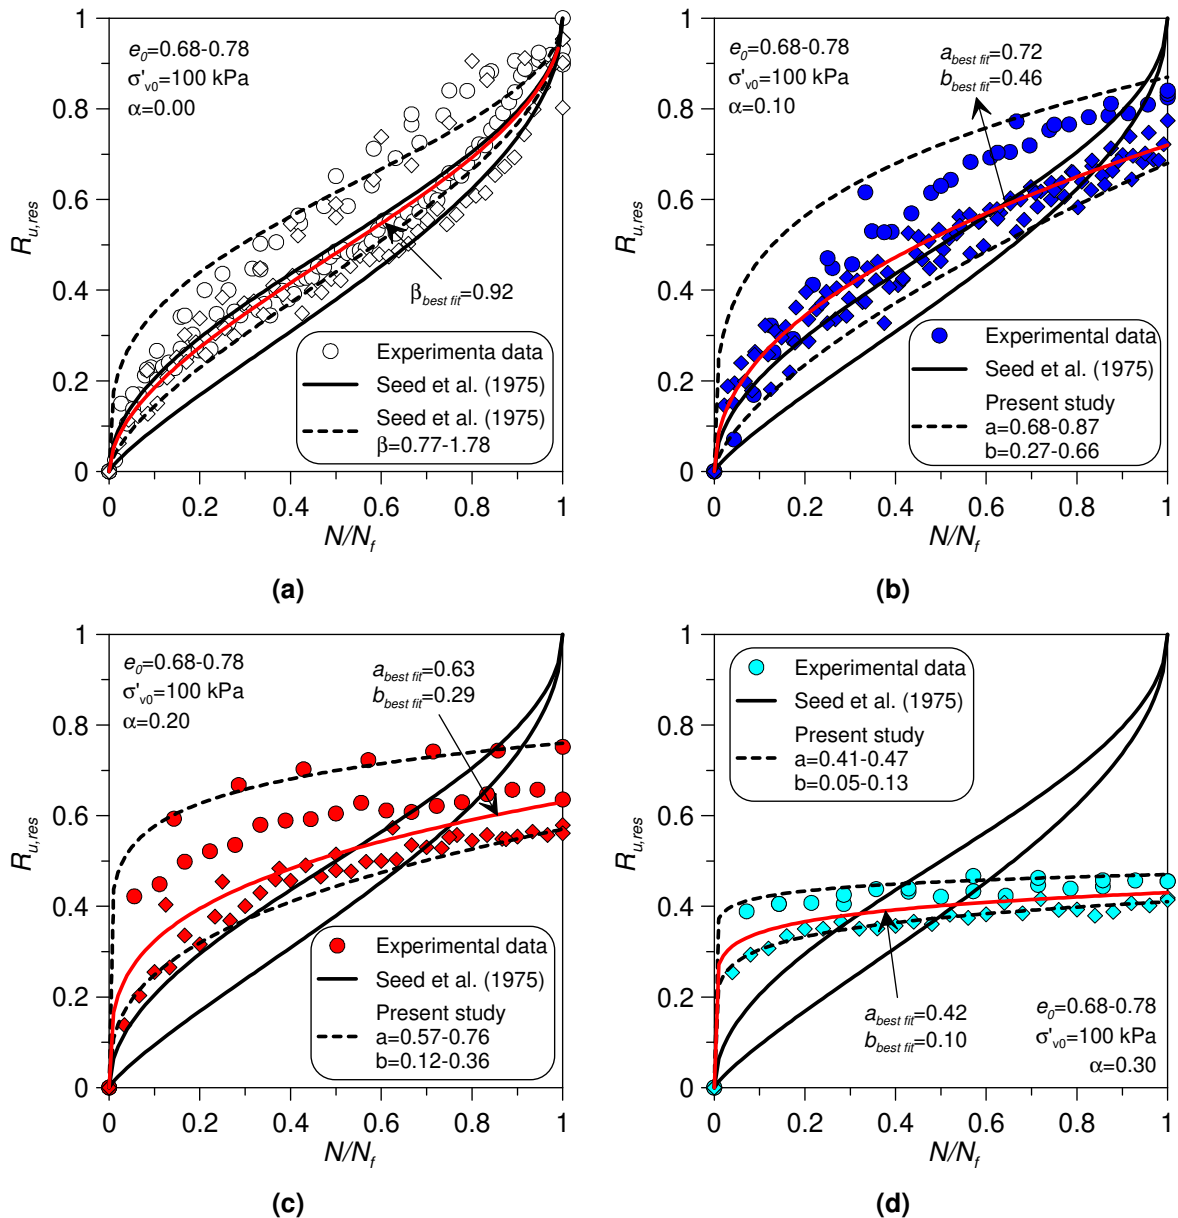 1
e0=0.68-0.78
σ'v0=100 kPa
α=0.00
0.8
0.6
Ru,res
0.4
βbest fit=0.92
Experimenta data
Seed et al. (1975)
Seed et al. (1975)
β=0.77-1.78
0.2
0
0 0.2 0.4 0.6 0.8 1
N/Nf
(a)
1
e0=0.68-0.78
σ'v0=100 kPa
α=0.10
abest fit=0.72
bbest fit=0.46
0.8
0.6
Ru,res
0.4
Experimental data
Seed et al. (1975)
Present study
a=0.68-0.87
b=0.27-0.66
0.2
0
0 0.2 0.4 0.6 0.8 1
N/Nf
(b)
1
e0=0.68-0.78
σ'v0=100 kPa
α=0.20
abest fit=0.63
bbest fit=0.29
0.8
0.6
Ru,res
0.4
Experimental data
Seed et al. (1975)
Present study
a=0.57-0.76
b=0.12-0.36
0.2
0
0 0.2 0.4 0.6 0.8 1
N/Nf
(c)
1
Experimental data
Seed et al. (1975)
Present study
a=0.41-0.47
b=0.05-0.13
0.8
0.6
Ru,res
0.4
0.2
abest fit=0.42
bbest fit=0.10
e0=0.68-0.78
σ'v0=100 kPa
α=0.30
0
0 0.2 0.4 0.6 0.8 1
N/Nf
(d)